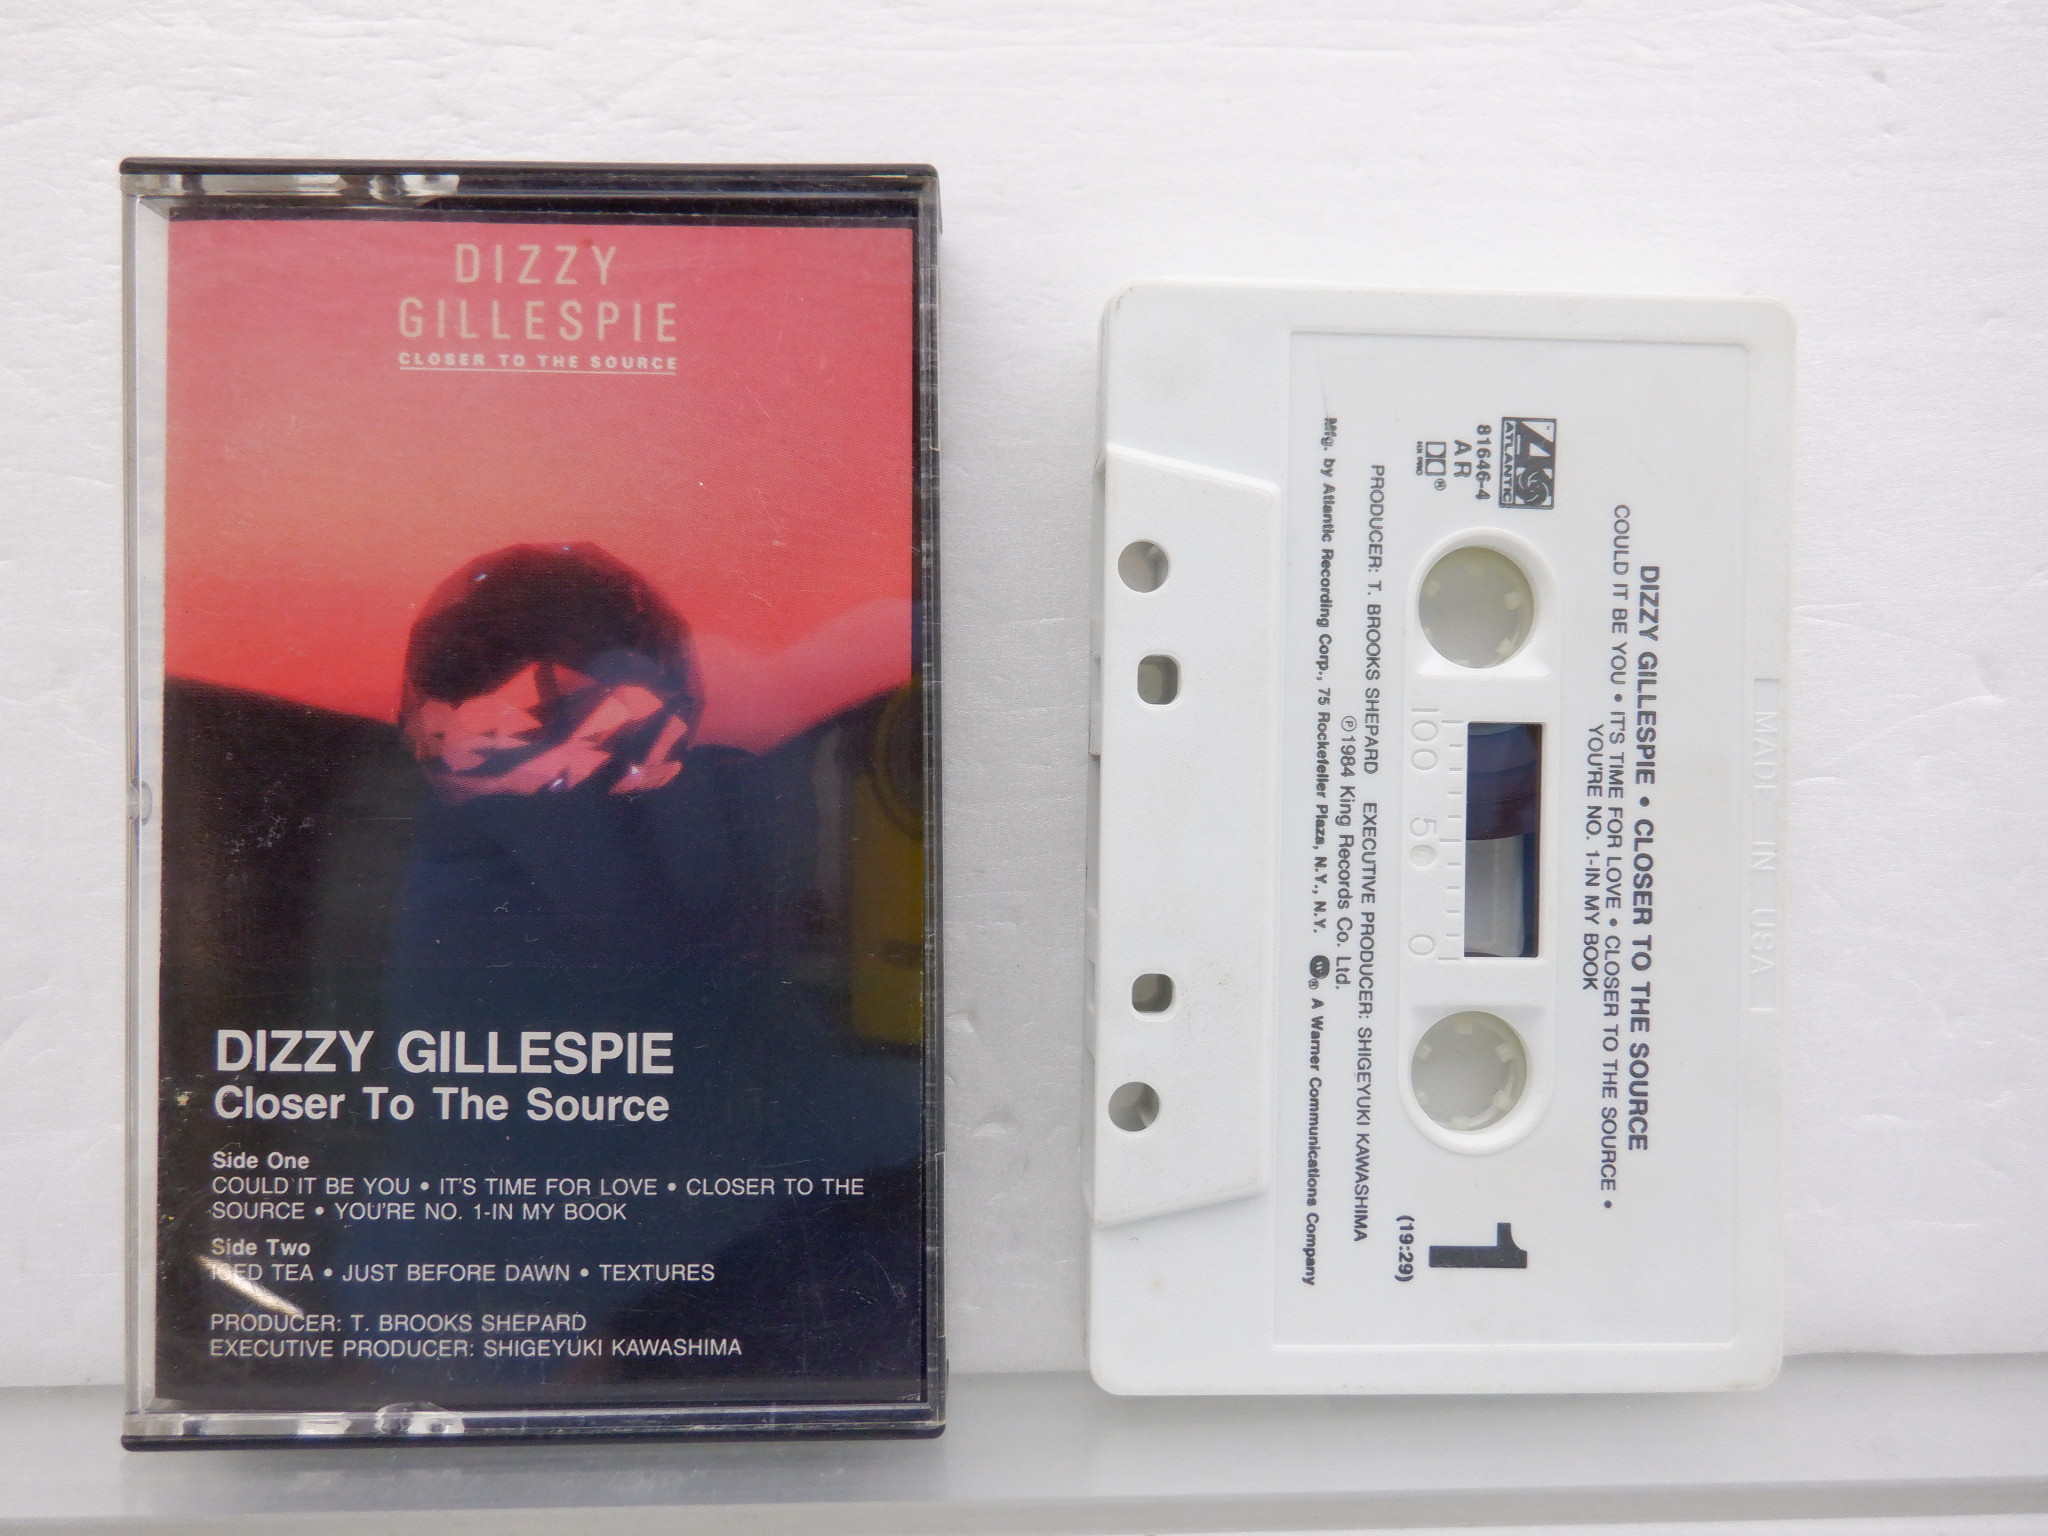 DIZZY
GILLESPIE
CLOSER TO THE SOURCE
DIZZY GILLESPIE
Closer To The Source
Side One
COULD IT BE YOU • IT'S TIME FOR LOVE • CLOSER TO THE
SOURCE • YOU'RE NO. 1-IN MY BOOK
Side Two
ICED TEA • JUST BEFORE DAWN • TEXTURES
PRODUCER: T. BROOKS SHEPARD
EXECUTIVE PRODUCER: SHIGEYUKI KAWASHIMA
MADE IN USA
DIZZY GILLESPIE • CLOSER TO THE SOURCE
COULD IT BE YOU • IT'S TIME FOR LOVE • CLOSER TO THE SOURCE •
YOU'RE NO. 1-IN MY BOOK
ATLANTIC
81646-4
AR
HX PRO
1
(19:29)
100 50 0
PRODUCER: T. BROOKS SHEPARD EXECUTIVE PRODUCER: SHIGEYUKI KAWASHIMA
℗1984 King Records Co. Ltd.
Mfg. by Atlantic Recording Corp., 75 Rockefeller Plaza, N.Y., N.Y. ® A Warner Communications Company